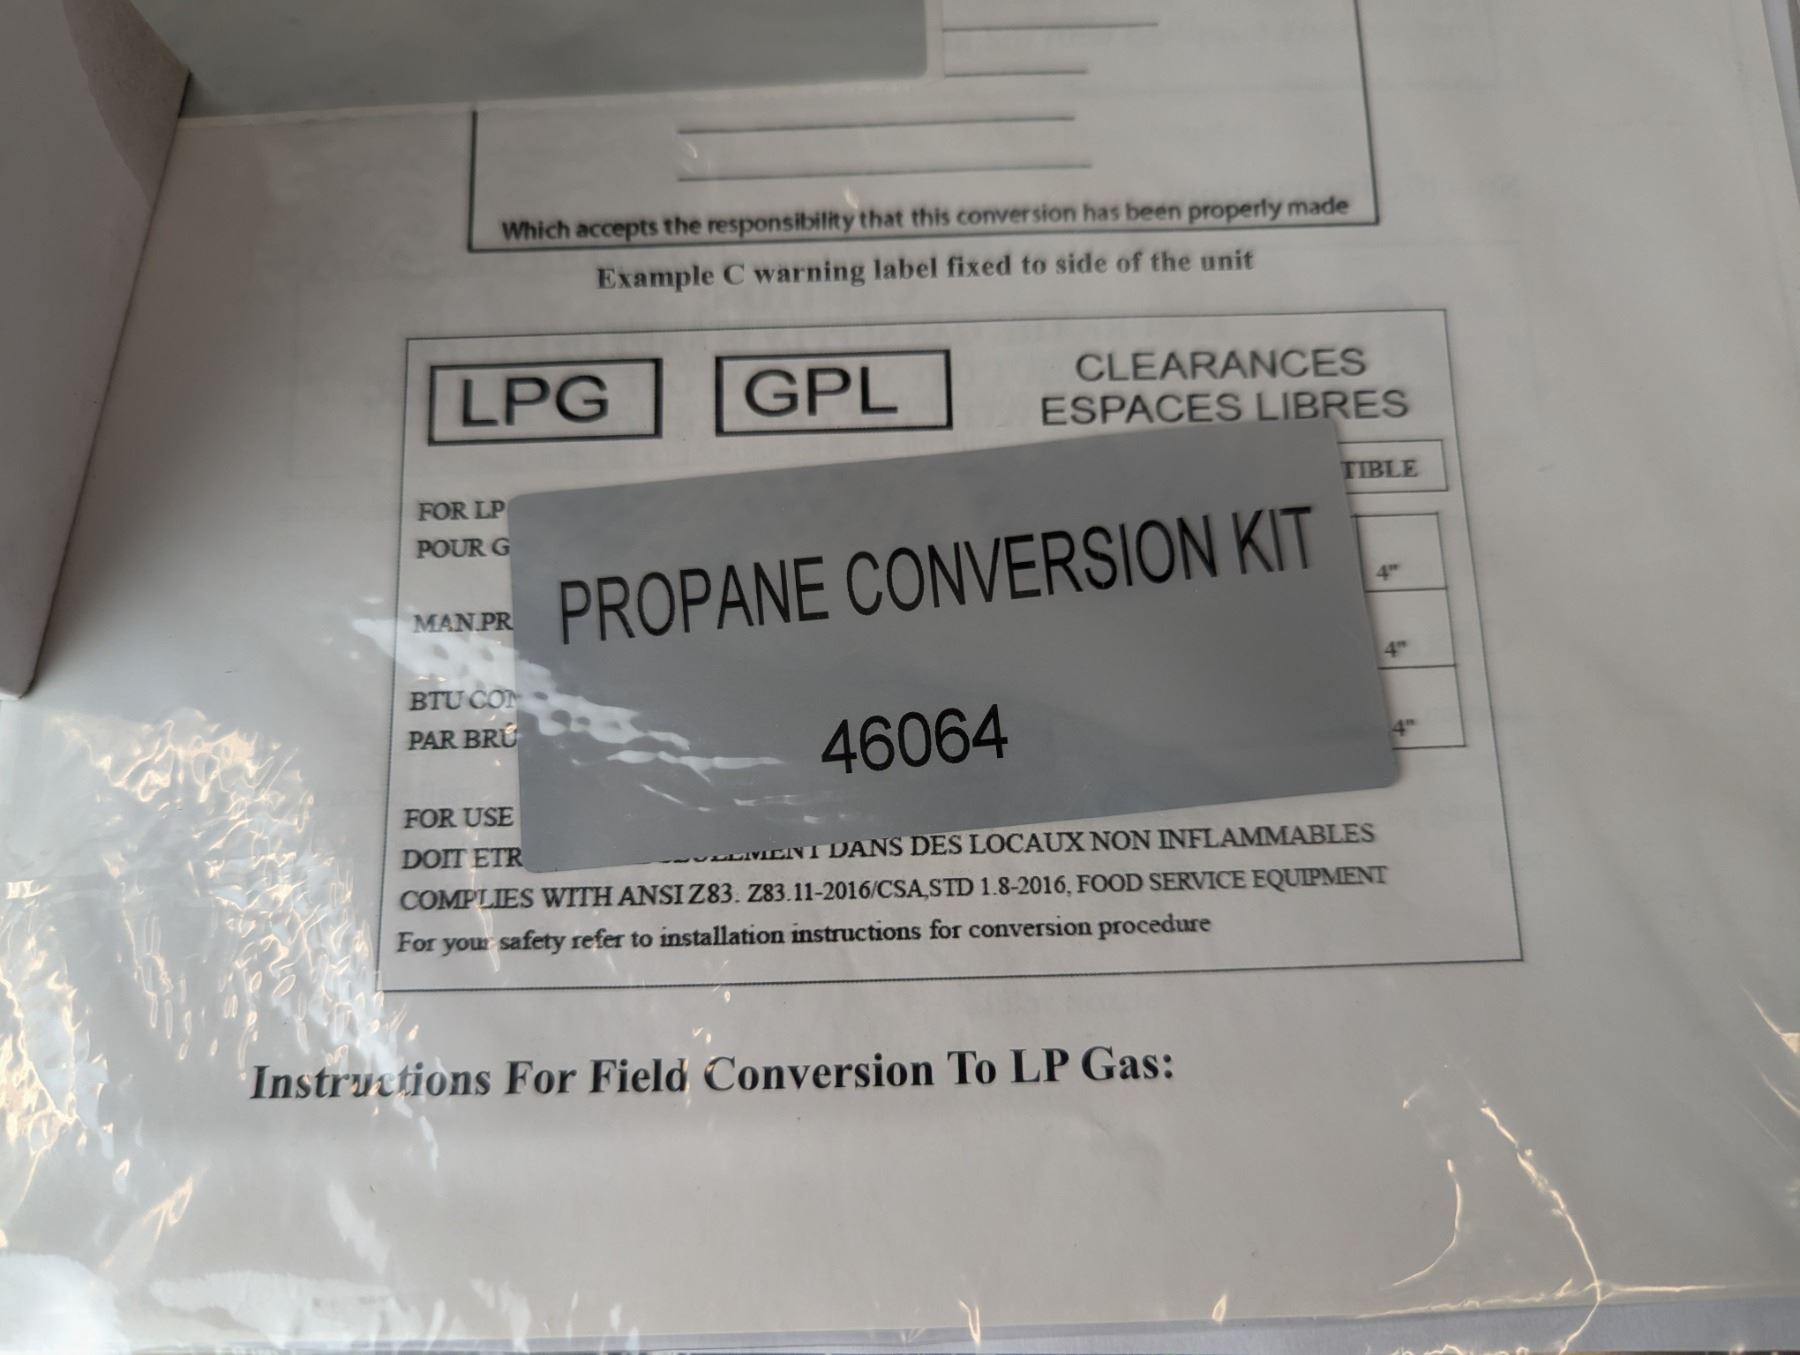 Which accepts the responsibility that this conversion has been properly made
Example C warning label fixed to side of the unit
LPG GPL CLEARANCES
ESPACES LIBRES
TIBLE
FOR LP
POUR G
4"
MAN.PR
4"
BTU CON
PAR BRÛ
4"
PROPANE CONVERSION KIT
46064
FOR USE
DOIT ETR DANS DES LOCAUX NON INFLAMMABLES
COMPLIES WITH ANSI Z83. Z83.11-2016/CSA,STD 1.8-2016, FOOD SERVICE EQUIPMENT
For your safety refer to installation instructions for conversion procedure
Instructions For Field Conversion To LP Gas: